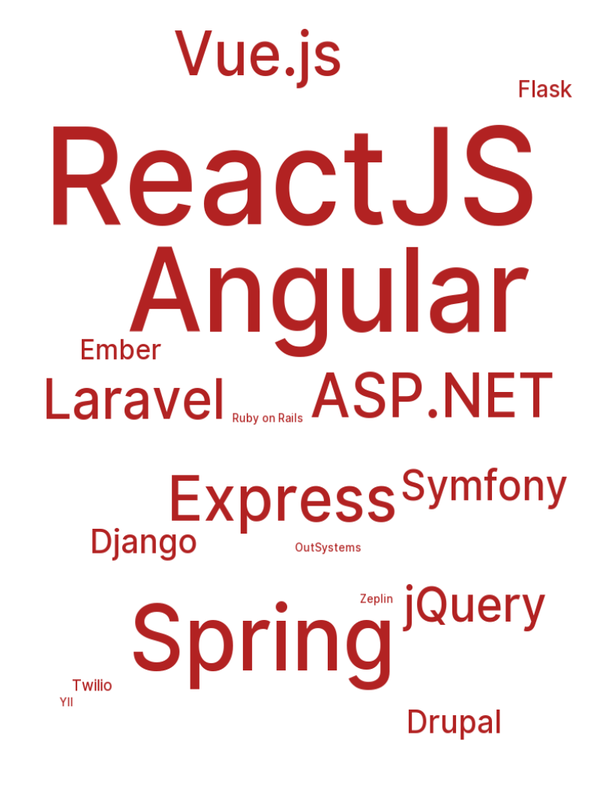 Vue.js
Flask
ReactJS
Angular
Ember
Laravel
ASP.NET
Ruby on Rails
Express
Symfony
Django
OutSystems
Zeplin
jQuery
Spring
Twilio
YII
Drupal